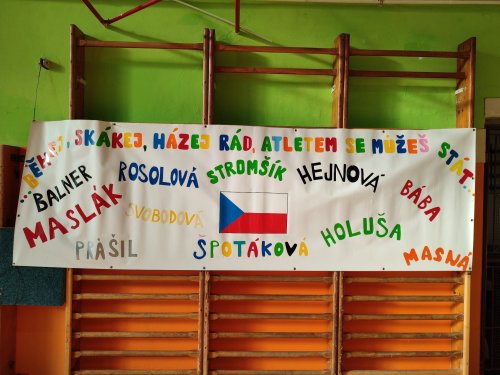 ...BĚHEJ, SKÁKEJ, HÁZEJ RÁD, ATLETEM SE MŮŽEŠ STÁT...
BALNER
ROSOLOVÁ
STROMŠÍK
HEJNOVÁ
BÁBA
MASLÁK
SVOBODOVÁ
HOLUŠA
PRÁŠIL
ŠPOTÁKOVÁ
MASNÁ